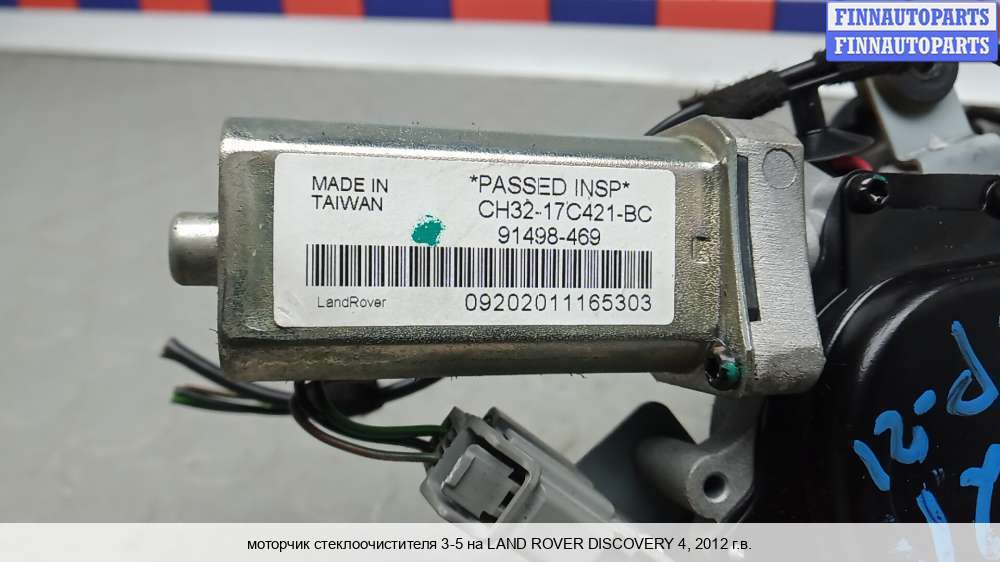 FINNAUTOPARTS
FINNAUTOPARTS
MADE IN
TAIWAN
*PASSED INSP*
CH32-17C421-BC
91498-469
LandRover
09202011165303
моторчик стеклоочистителя 3-5 на LAND ROVER DISCOVERY 4, 2012 г.в.